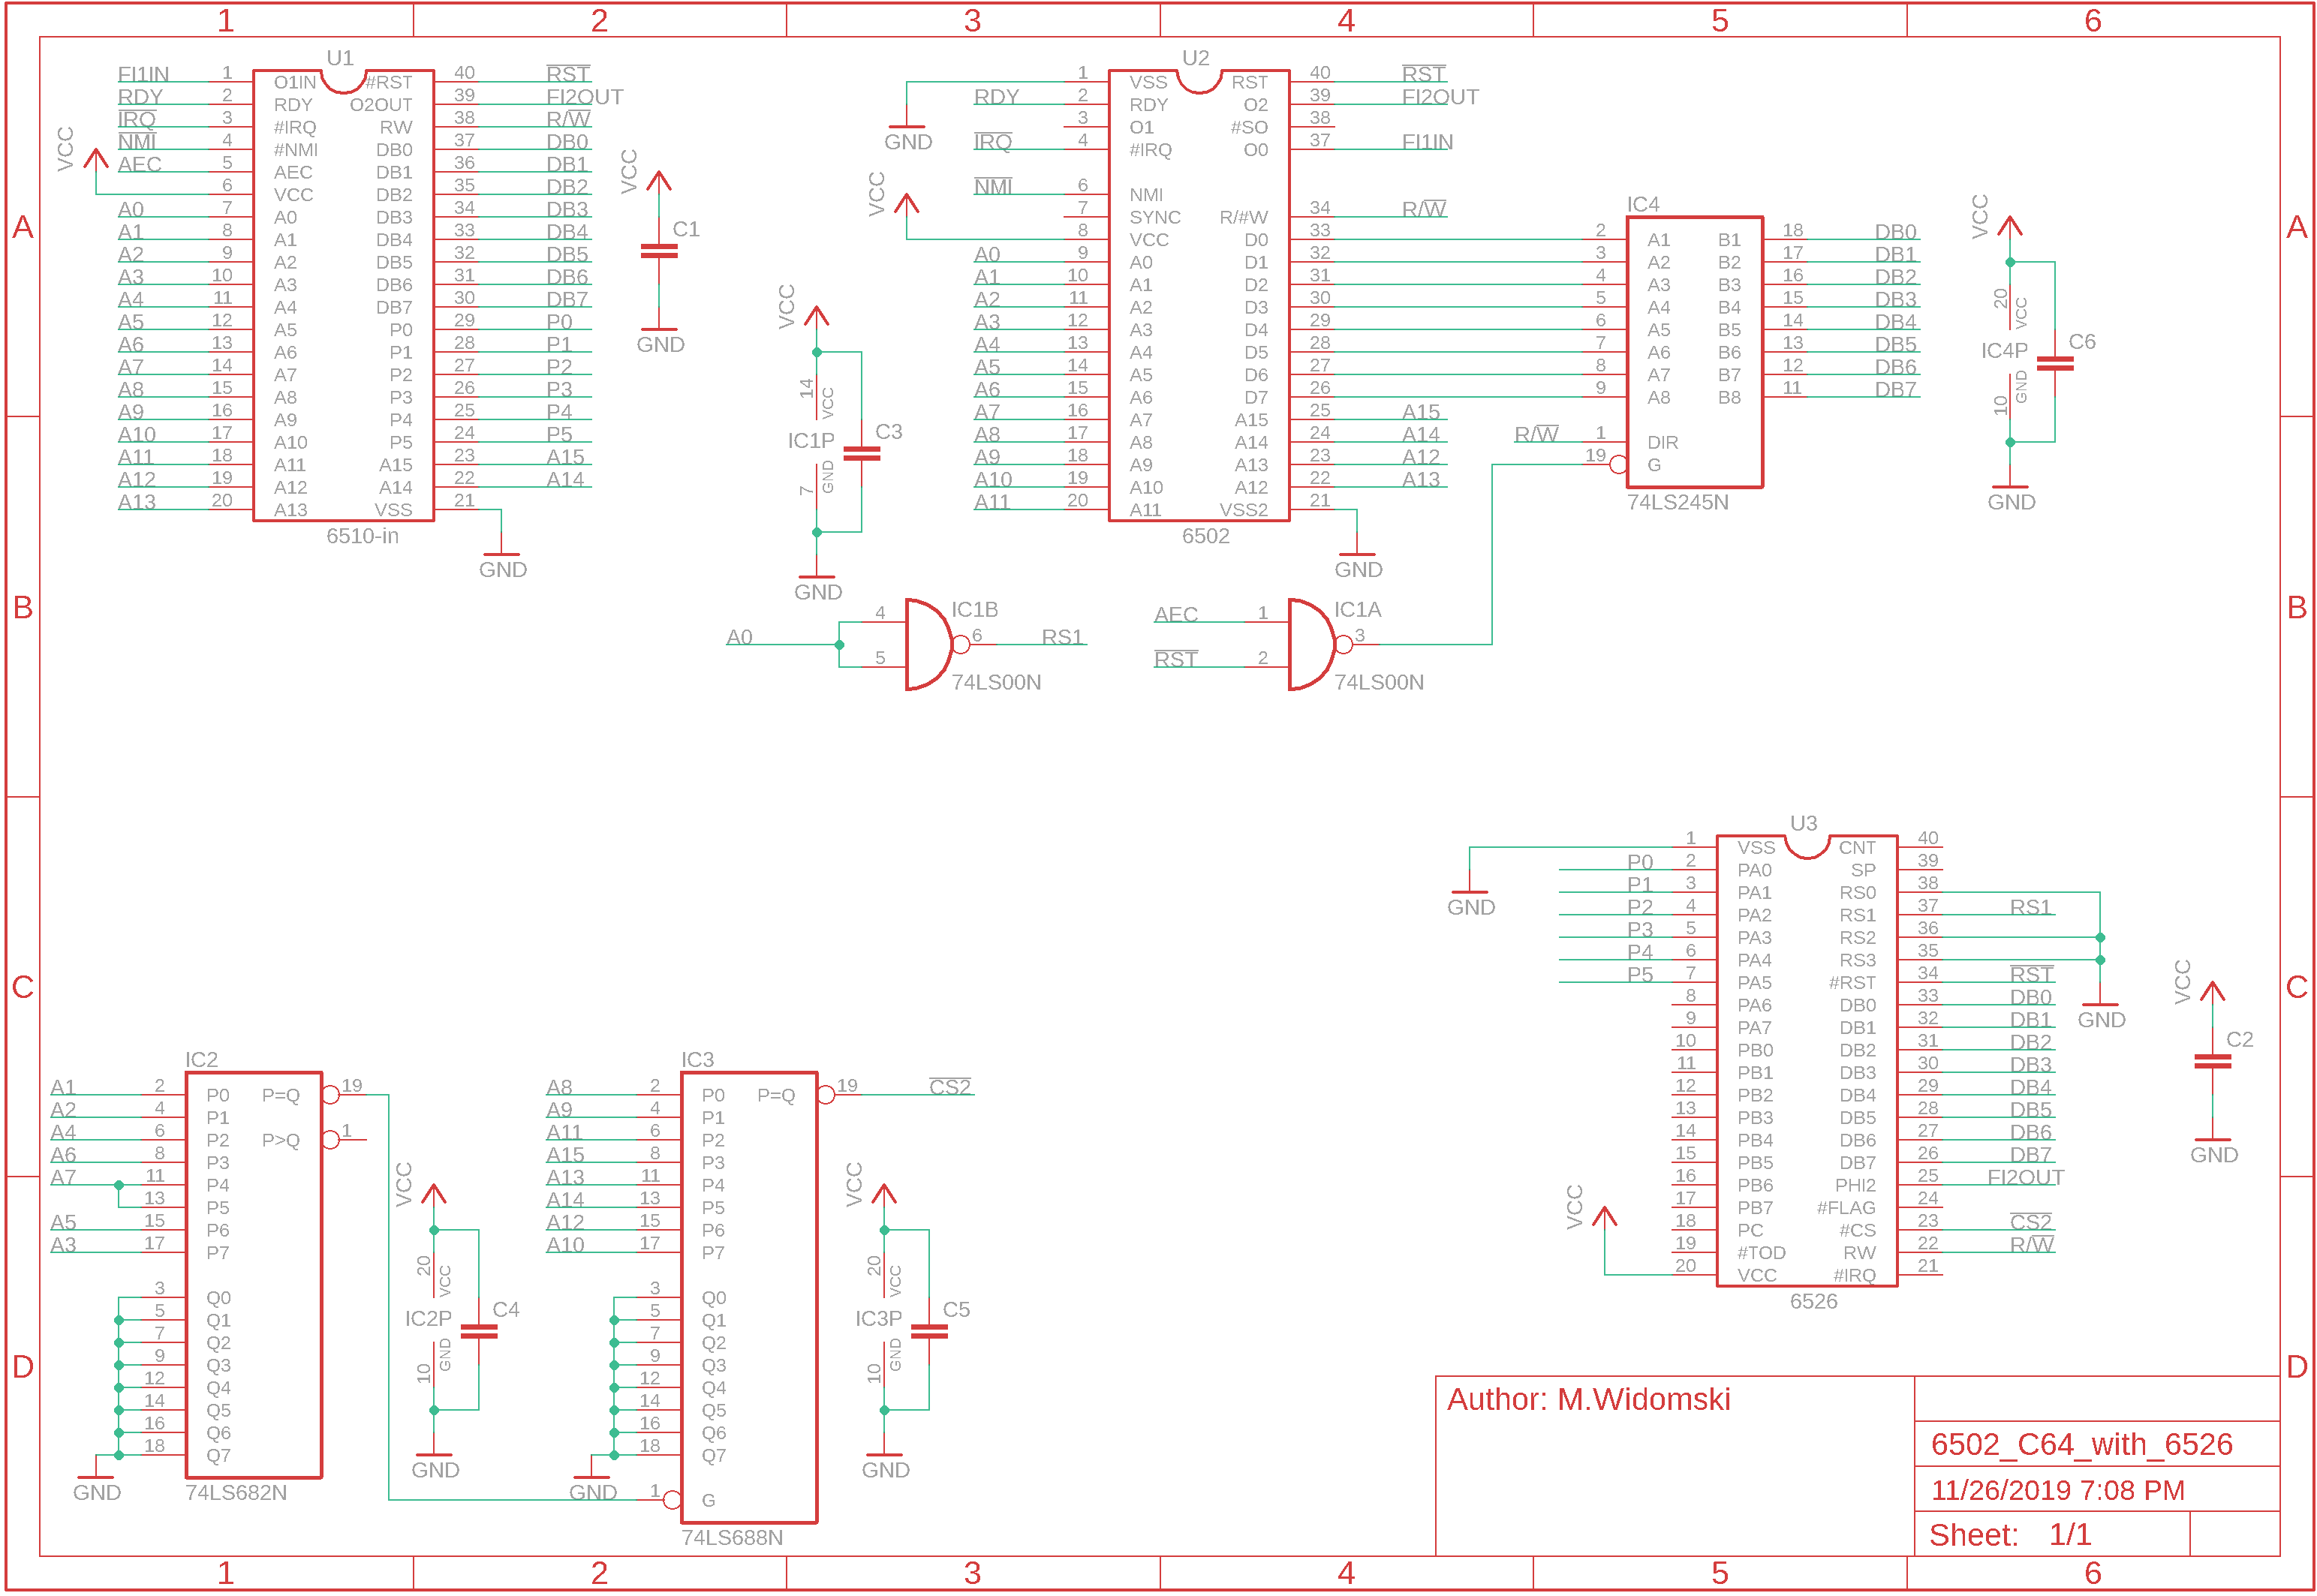 1 2 3 4 5 6
A
B
C
D
A
B
C
D
1 2 3 4 5 6
U1
FI1IN 1 O1IN #RST 40 RST
RDY 2 RDY O2OUT 39 FI2OUT
IRQ 3 #IRQ RW 38 R/W
NMI 4 #NMI DB0 37 DB0
AEC 5 AEC DB1 36 DB1
VCC 6 VCC DB2 35 DB2
A0 7 A0 DB3 34 DB3
A1 8 A1 DB4 33 DB4
A2 9 A2 DB5 32 DB5
A3 10 A3 DB6 31 DB6
A4 11 A4 DB7 30 DB7
A5 12 A5 P0 29 P0
A6 13 A6 P1 28 P1
A7 14 A7 P2 27 P2
A8 15 A8 P3 26 P3
A9 16 A9 P4 25 P4
A10 17 A10 P5 24 P5
A11 18 A11 A15 23 A15
A12 19 A12 A14 22 A14
A13 20 A13 VSS 21
6510-in
GND
VCC
C1
GND
VCC
14 VCC
IC1P C3
7 GND
GND
U2
1 VSS RST 40 RST
RDY 2 RDY O2 39 FI2OUT
3 O1 #SO 38
GND
IRQ 4 #IRQ O0 37 FI1IN
NMI 6 NMI
7 SYNC R/#W 34 R/W
VCC 8 VCC D0 33
A0 9 A0 D1 32
A1 10 A1 D2 31
A2 11 A2 D3 30
A3 12 A3 D4 29
A4 13 A4 D5 28
A5 14 A5 D6 27
A6 15 A6 D7 26
A7 16 A7 A15 25 A15
A8 17 A8 A14 24 A14
A9 18 A9 A13 23 A12
A10 19 A10 A12 22 A13
A11 20 A11 VSS2 21
6502
GND
IC4
2 A1 B1 18 DB0
3 A2 B2 17 DB1
4 A3 B3 16 DB2
5 A4 B4 15 DB3
6 A5 B5 14 DB4
7 A6 B6 13 DB5
8 A7 B7 12 DB6
9 A8 B8 11 DB7
R/W 1 DIR
19 G
74LS245N
VCC
20 VCC
IC4P C6
10 GND
GND
IC1B
4
A0 6 RS1
5
74LS00N
IC1A
AEC 1
3
RST 2
74LS00N
U3
1 VSS CNT 40
P0 2 PA0 SP 39
P1 3 PA1 RS0 38
P2 4 PA2 RS1 37 RS1
P3 5 PA3 RS2 36
P4 6 PA4 RS3 35
P5 7 PA5 #RST 34 RST
8 PA6 DB0 33 DB0
9 PA7 DB1 32 DB1
10 PB0 DB2 31 DB2
11 PB1 DB3 30 DB3
12 PB2 DB4 29 DB4
13 PB3 DB5 28 DB5
14 PB4 DB6 27 DB6
15 PB5 DB7 26 DB7
16 PB6 PHI2 25 FI2OUT
17 PB7 #FLAG 24
18 PC #CS 23 CS2
19 #TOD RW 22 R/W
20 VCC #IRQ 21
6526
GND
VCC
GND
VCC
C2
GND
IC2
A1 2 P0 P=Q 19
A2 4 P1
A4 6 P2 P>Q 1
A6 8 P3
A7 11 P4
13 P5
A5 15 P6
A3 17 P7
3 Q0
5 Q1
7 Q2
9 Q3
12 Q4
14 Q5
16 Q6
18 Q7
GND
74LS682N
VCC
20 VCC
IC2P C4
10 GND
GND
IC3
A8 2 P0 P=Q 19 CS2
A9 4 P1
A11 6 P2
A15 8 P3
A13 11 P4
A14 13 P5
A12 15 P6
A10 17 P7
3 Q0
5 Q1
7 Q2
9 Q3
12 Q4
14 Q5
16 Q6
18 Q7
GND
1 G
74LS688N
VCC
20 VCC
IC3P C5
10 GND
GND
Author: M.Widomski
6502_C64_with_6526
11/26/2019 7:08 PM
Sheet: 1/1